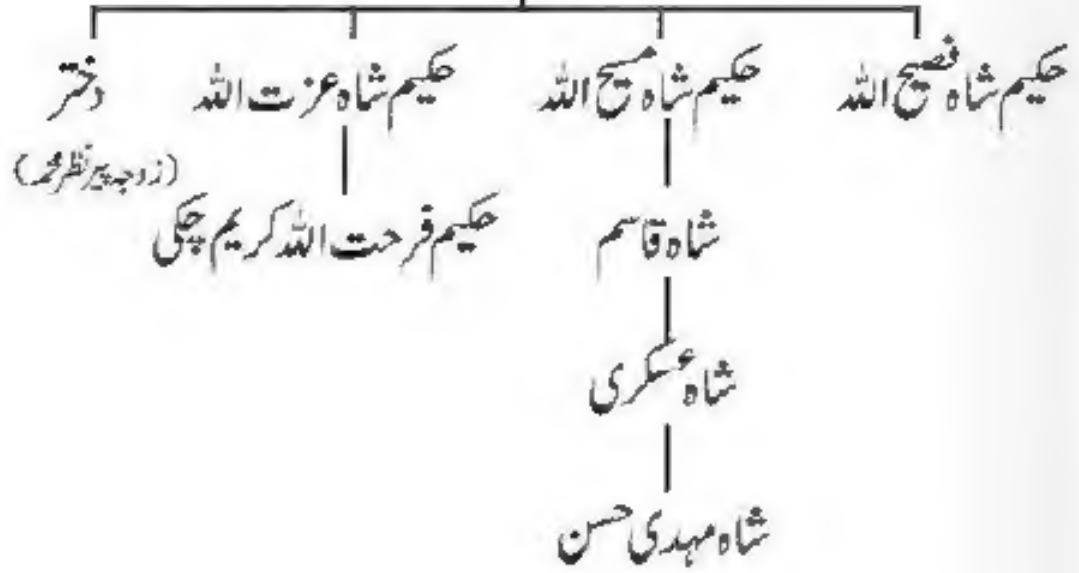 حکیم شاہ فصیح اللہ حکیم شاہ مسیح اللہ حکیم شاہ عزت اللہ دختر
(زوجہ پیر نظر محمد)
شاہ قاسم حکیم فرحت اللہ کریم چکی
شاہ عسکری
شاہ مہدی حسن